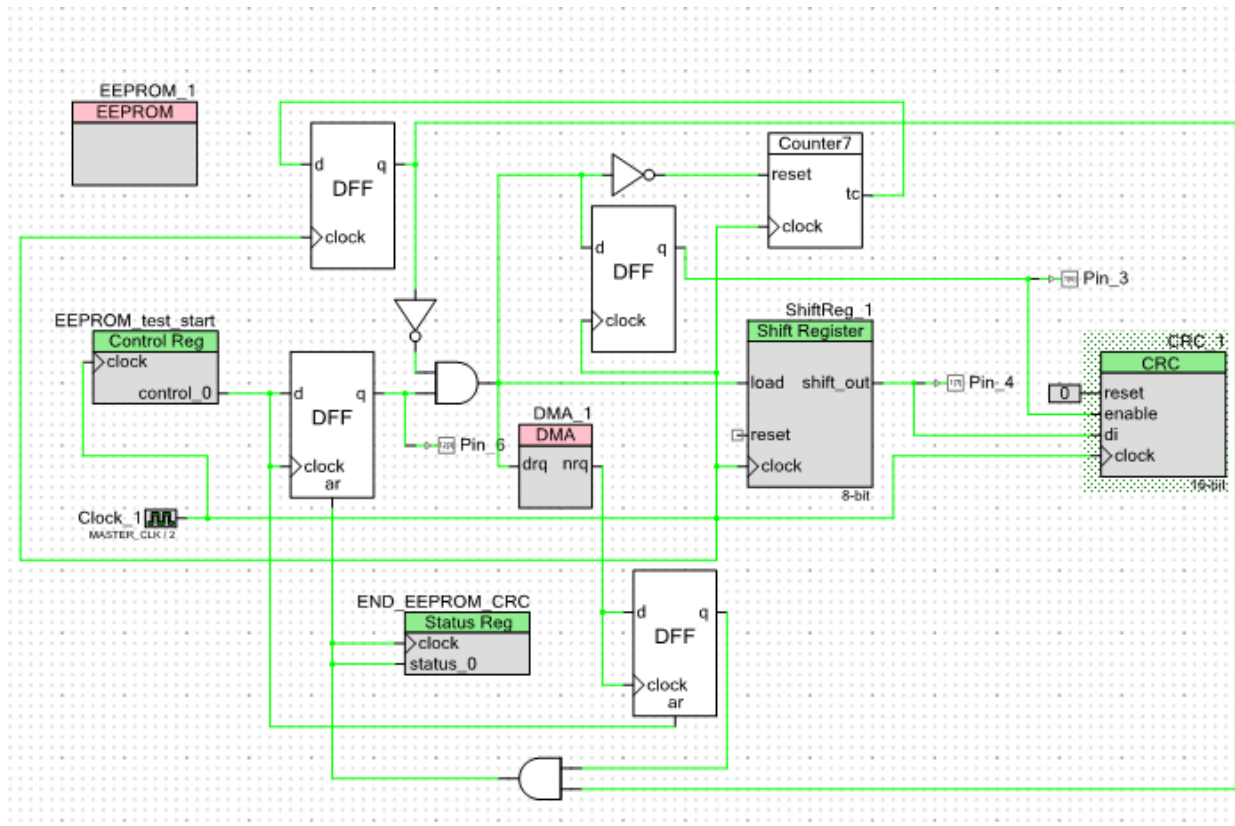 EEPROM_1
EEPROM
d
q
DFF
clock
Counter7
reset
tc
clock
d
q
DFF
clock
Pin_3
EEPROM_test_start
Control Reg
clock
control_0
d
q
DFF
clock
ar
Pin_6
DMA_1
DMA
drq
nrq
ShiftReg_1
Shift Register
load
shift_out
reset
clock
8-bit
Pin_4
CRC_1
CRC
0
reset
enable
di
clock
16-bit
Clock_1
MASTER_CLK / 2
END_EEPROM_CRC
Status Reg
clock
status_0
d
q
DFF
clock
ar